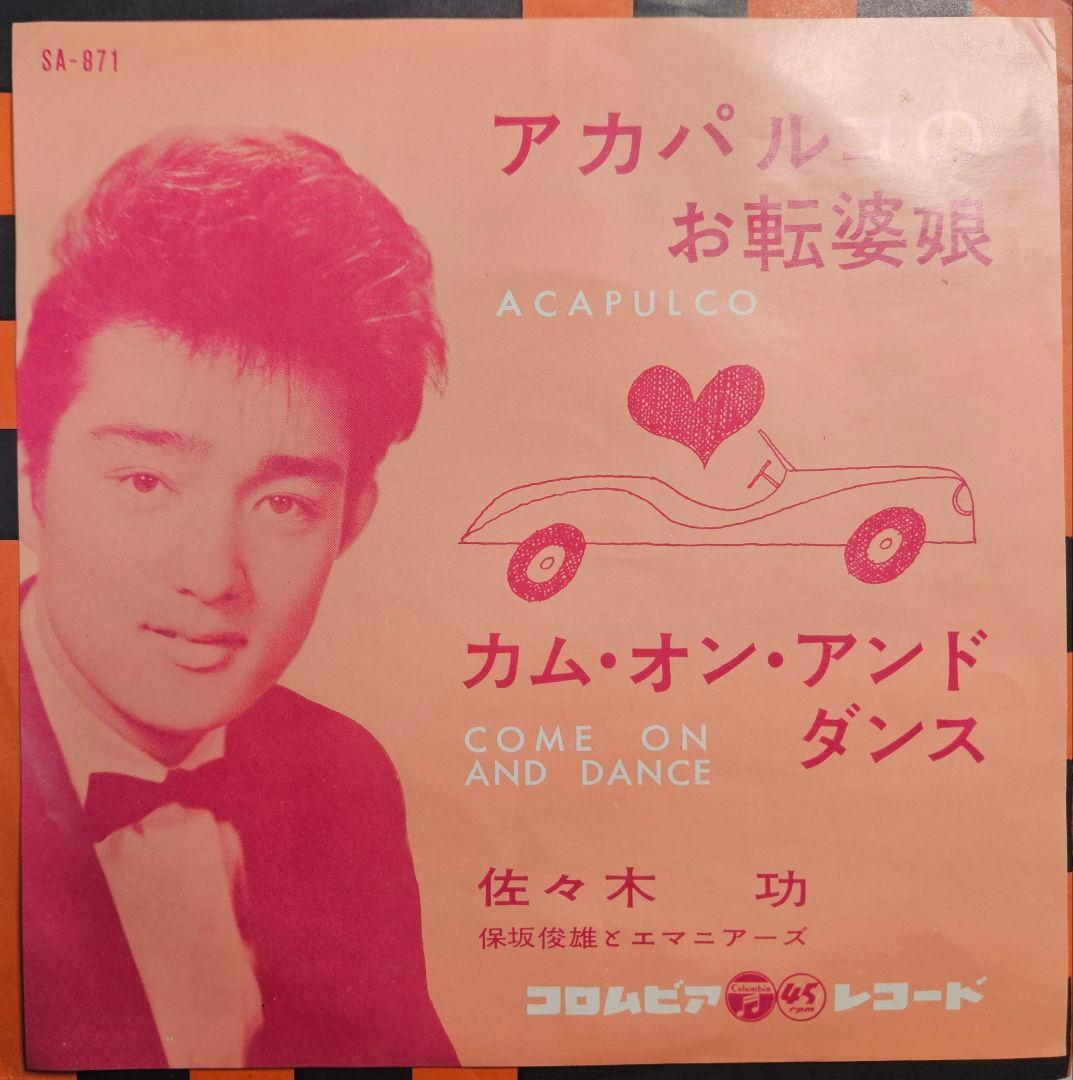 SA-871
アカパルコの
お転婆娘
ACAPULCO
カム・オン・アンド
ダンス
COME ON
AND DANCE
佐々木 功
保坂俊雄とエマニアーズ
コロムビア Columbia 45 rpm レコード